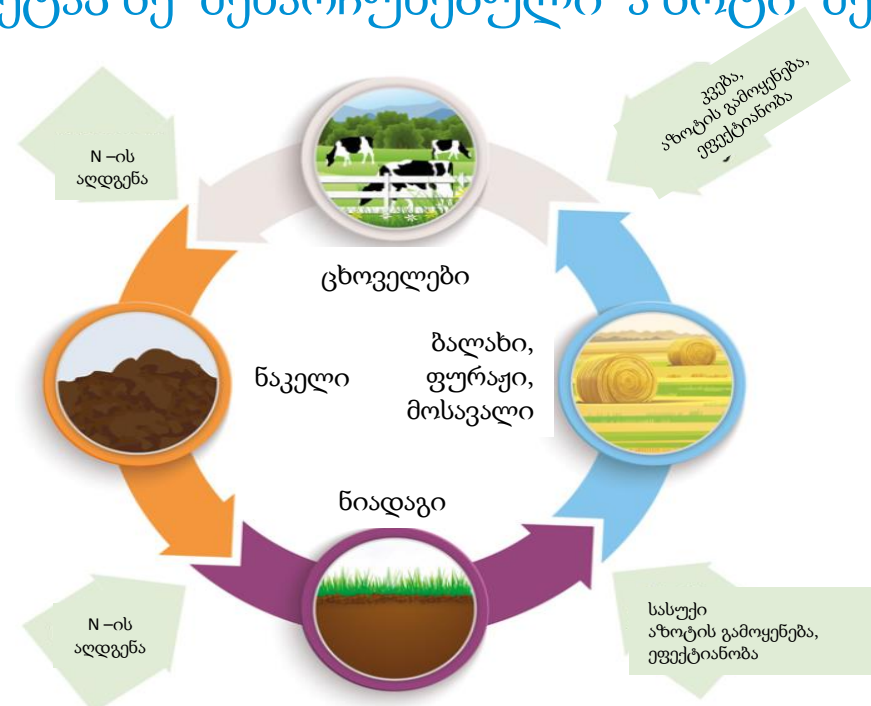 კვება,
აზოტის გამოყენება,
ეფექტიანობა
N –ის
აღდგენა
ცხოველები
ბალახი,
ფურაჟი,
მოსავალი
ნაკელი
ნიადაგი
N –ის
აღდგენა
სასუქი
აზოტის გამოყენება,
ეფექტიანობა